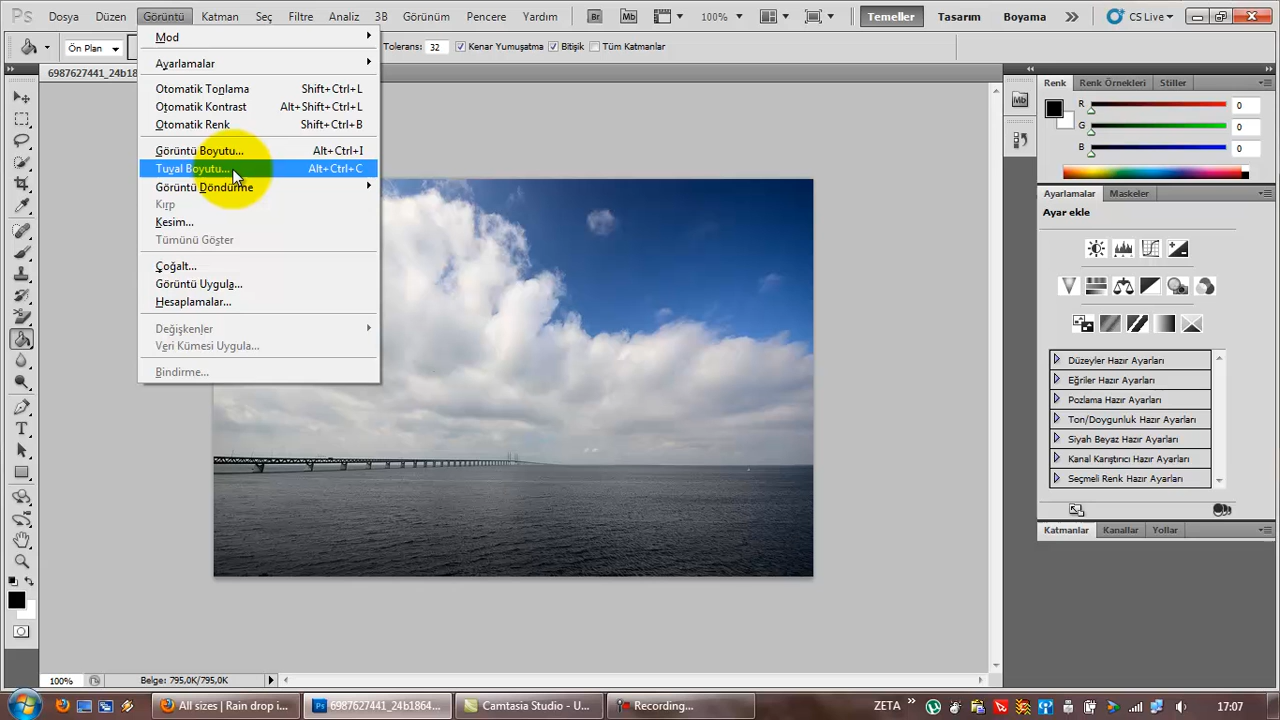 Ps Dosya Düzen Görüntü Katman Seç Filtre Analiz 3B Görünüm Pencere Yardım Br Mb 100% Temeller Tasarım Boyama CS Live
Ön Plan Tolerans: 32 Kenar Yumuşatma Bitişik Tüm Katmanlar
6987627441_24b18
Mod
Ayarlamalar
Otomatik Tonlama Shift+Ctrl+L
Otomatik Kontrast Alt+Shift+Ctrl+L
Otomatik Renk Shift+Ctrl+B
Görüntü Boyutu... Alt+Ctrl+I
Tuval Boyutu... Alt+Ctrl+C
Görüntü Döndürme
Kırp
Kesim...
Tümünü Göster
Çoğalt...
Görüntü Uygula...
Hesaplamalar...
Değişkenler
Veri Kümesi Uygula...
Bindirme...
Mb
Renk Renk Örnekleri Stiller
R 0
G 0
B 0
Ayarlamalar Maskeler
Ayar ekle
Düzeyler Hazır Ayarları
Eğriler Hazır Ayarları
Pozlama Hazır Ayarları
Ton/Doygunluk Hazır Ayarları
Siyah Beyaz Hazır Ayarları
Kanal Karıştırıcı Hazır Ayarları
Seçmeli Renk Hazır Ayarları
Katmanlar Kanallar Yollar
100% Belge: 795,0K/795,0K
All sizes | Rain drop i... 6987627441_24b1864... Camtasia Studio - U... Recording... ZETA 17:07